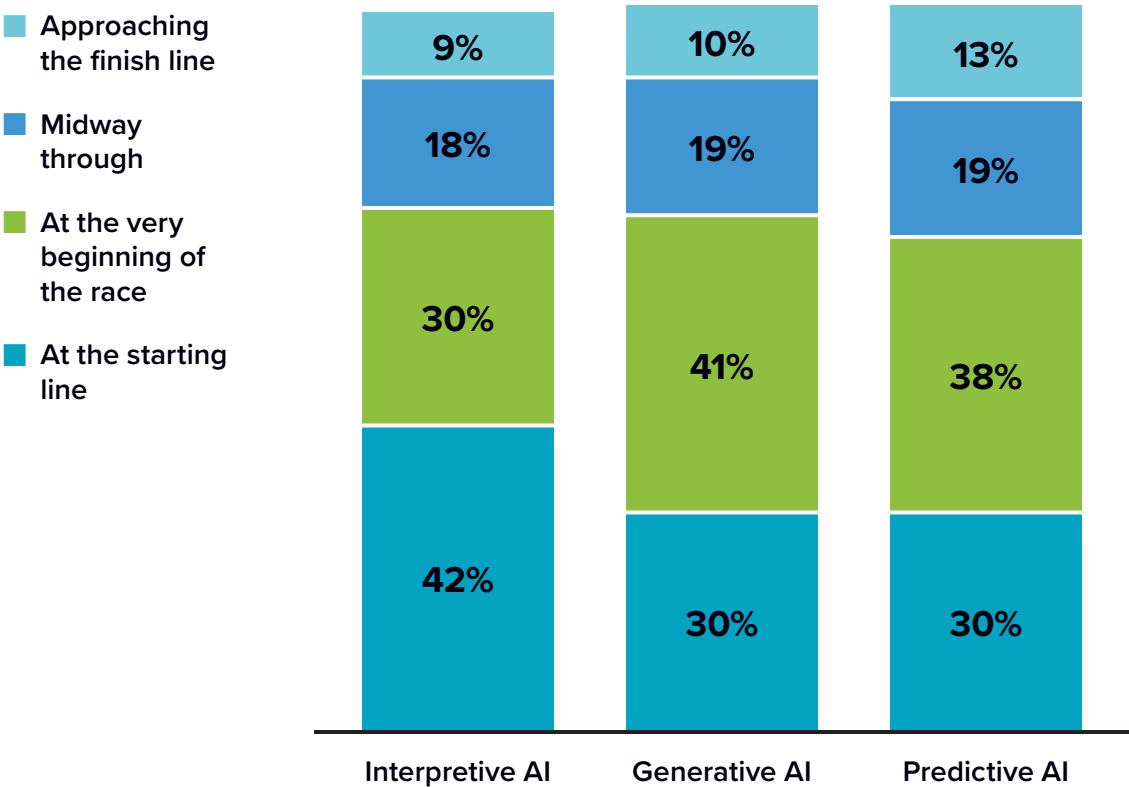 Approaching
the finish line
Midway
through
At the very
beginning of
the race
At the starting
line
9%
18%
30%
42%
Interpretive AI
10%
19%
41%
30%
Generative AI
13%
19%
38%
30%
Predictive AI